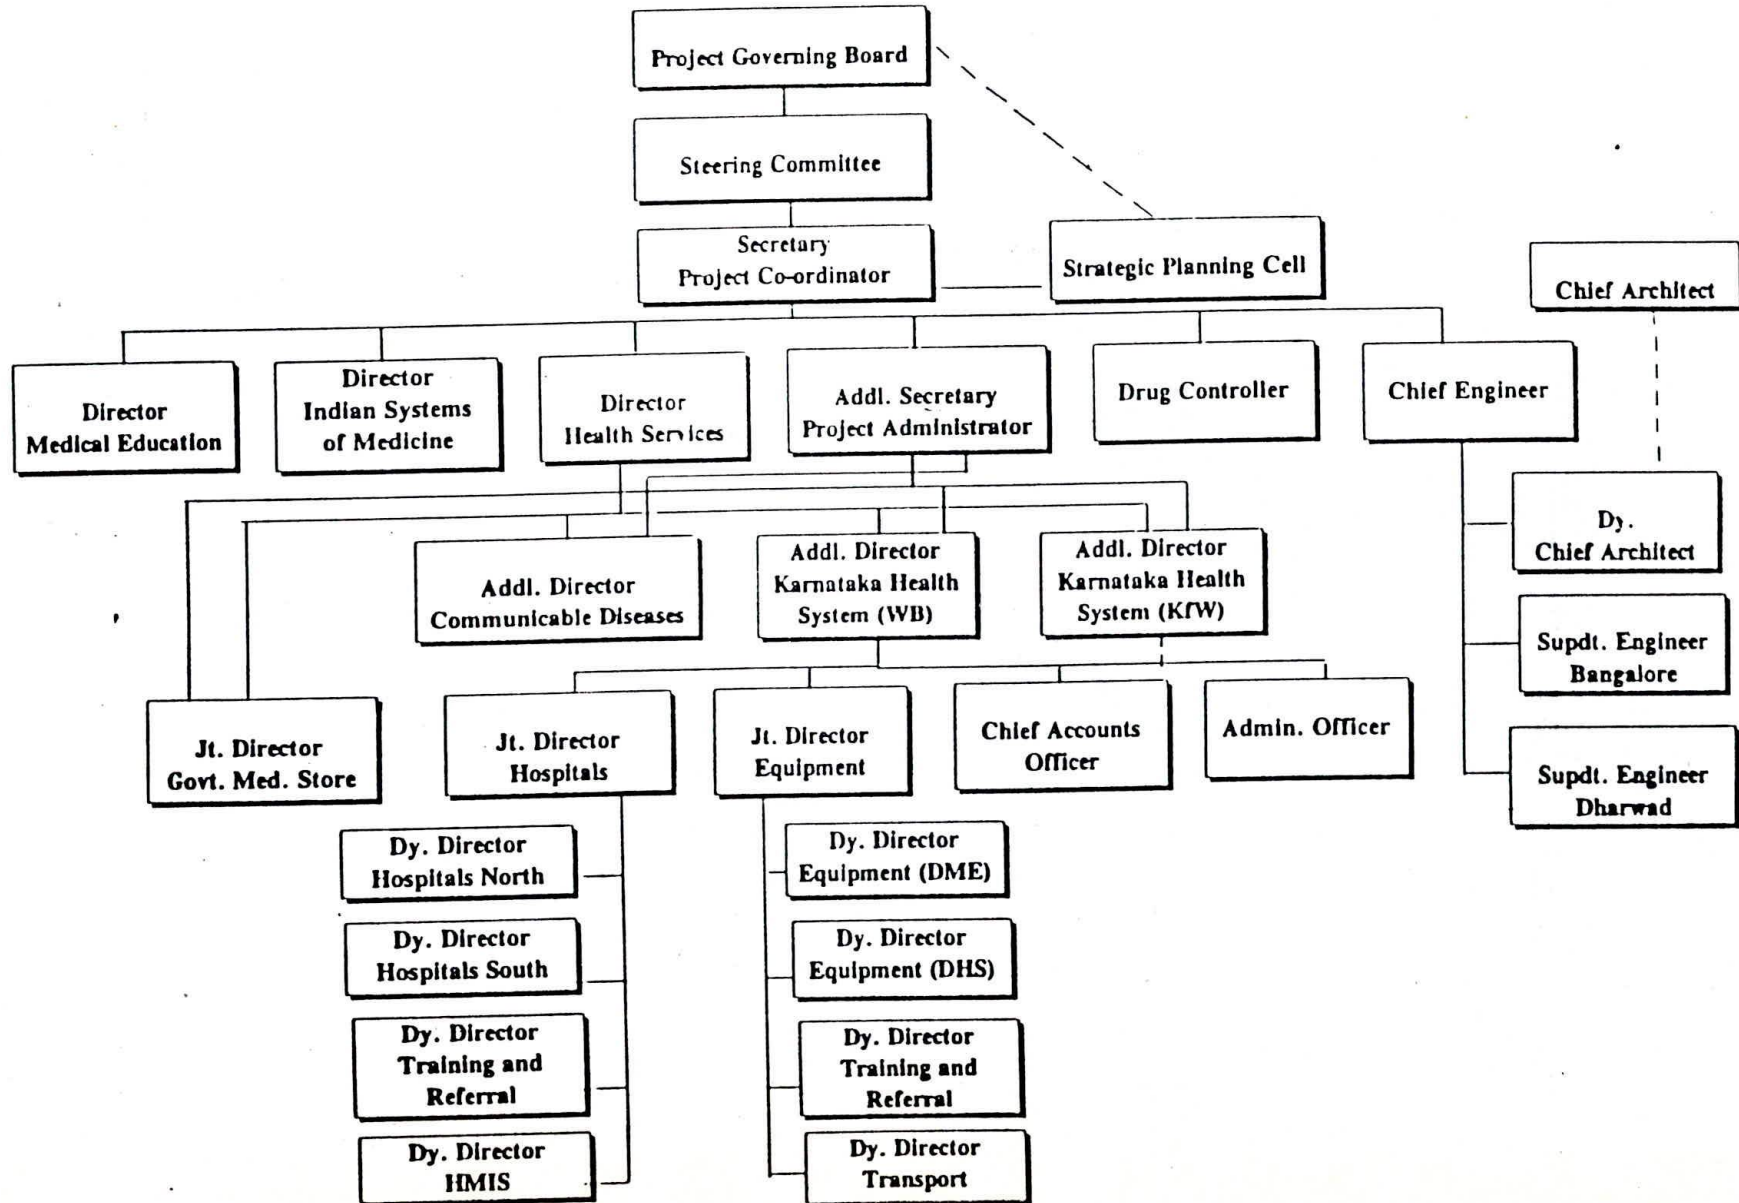 Project Governing Board
Steering Committee
Secretary
Project Co-ordinator
Strategic Planning Cell
Chief Architect
Director
Medical Education
Director
Indian Systems
of Medicine
Director
Health Services
Addl. Secretary
Project Administrator
Drug Controller
Chief Engineer
Dy.
Chief Architect
Addl. Director
Communicable Diseases
Addl. Director
Karnataka Health
System (WB)
Addl. Director
Karnataka Health
System (KfW)
Supdt. Engineer
Bangalore
Jt. Director
Govt. Med. Store
Jt. Director
Hospitals
Jt. Director
Equipment
Chief Accounts
Officer
Admin. Officer
Supdt. Engineer
Dharwad
Dy. Director
Hospitals North
Dy. Director
Hospitals South
Dy. Director
Training and
Referral
Dy. Director
HMIS
Dy. Director
Equipment (DME)
Dy. Director
Equipment (DHS)
Dy. Director
Training and
Referral
Dy. Director
Transport